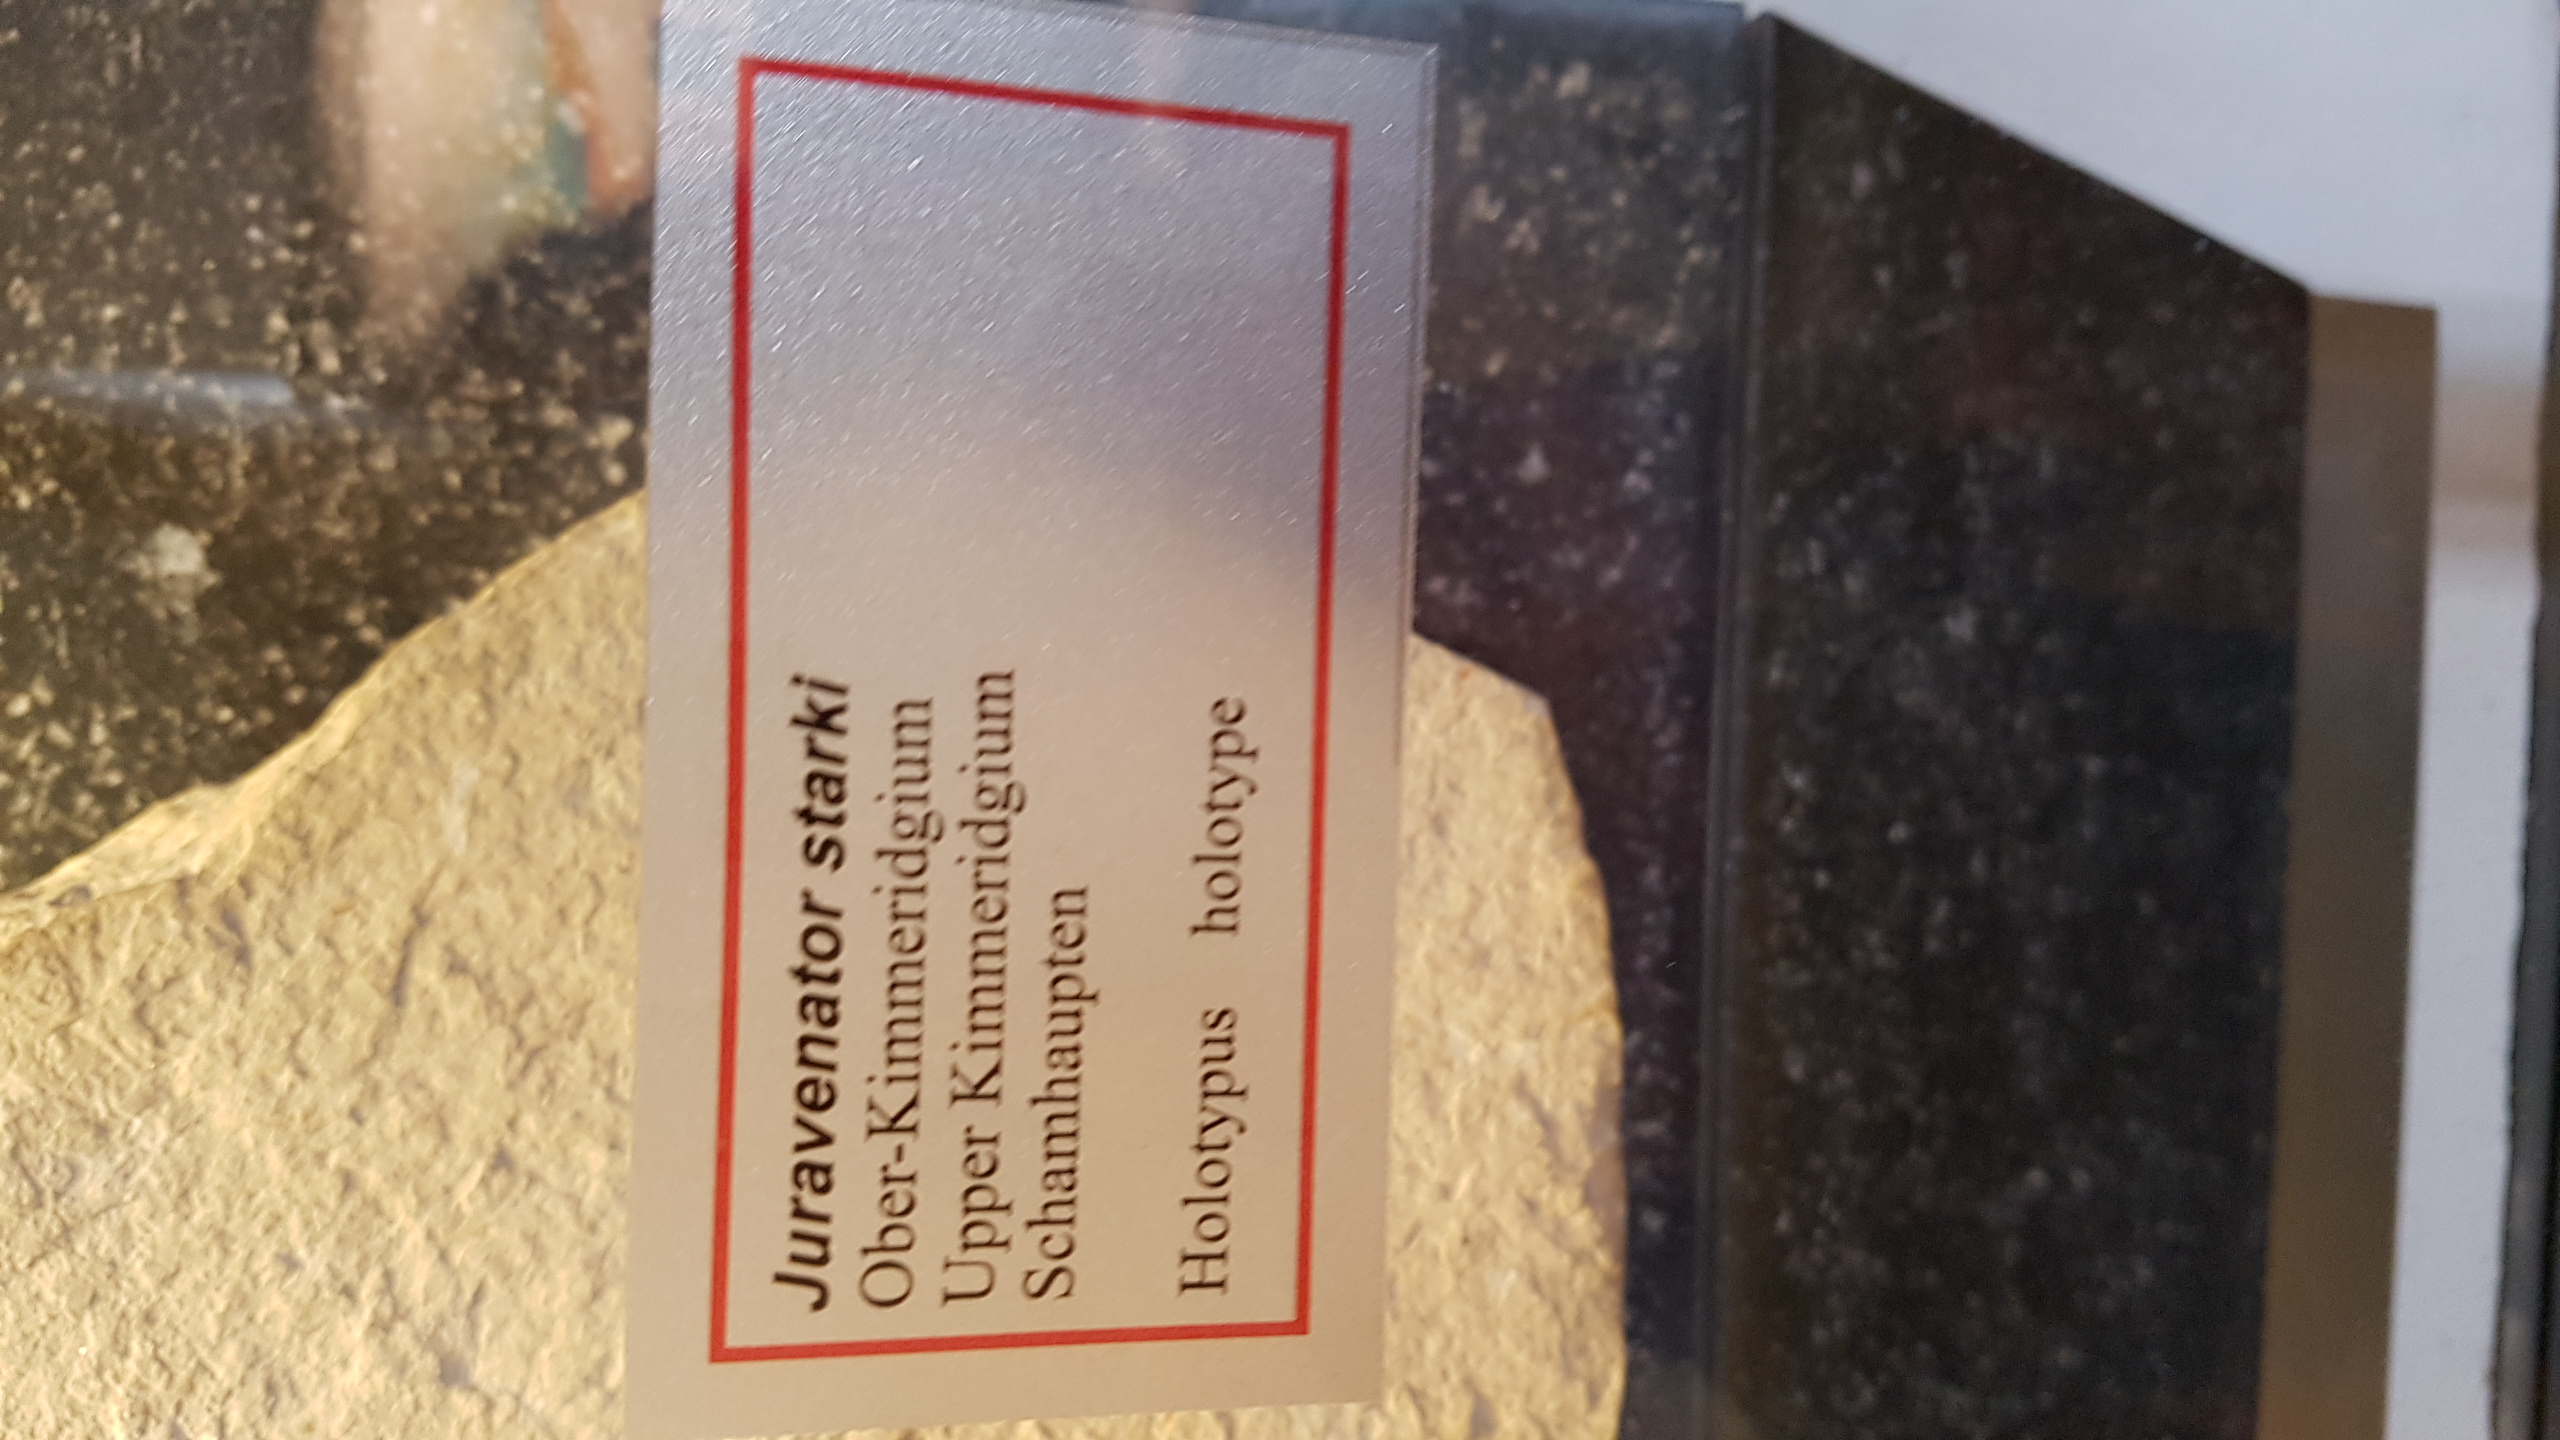 Juravenator starki
Ober-Kimmeridgium
Upper Kimmeridgium
Schamhaupten
Holotypus holotype